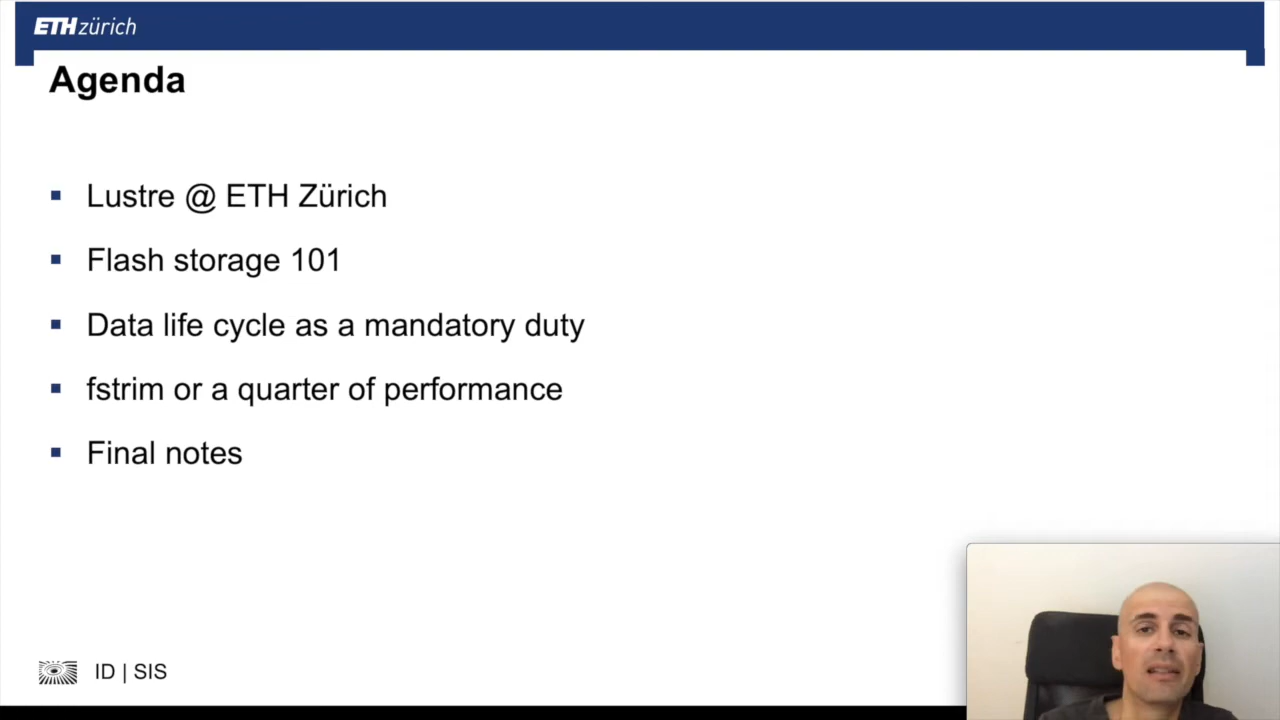 ETH zürich
Agenda
Lustre @ ETH Zürich
Flash storage 101
Data life cycle as a mandatory duty
fstrim or a quarter of performance
Final notes
ID | SIS